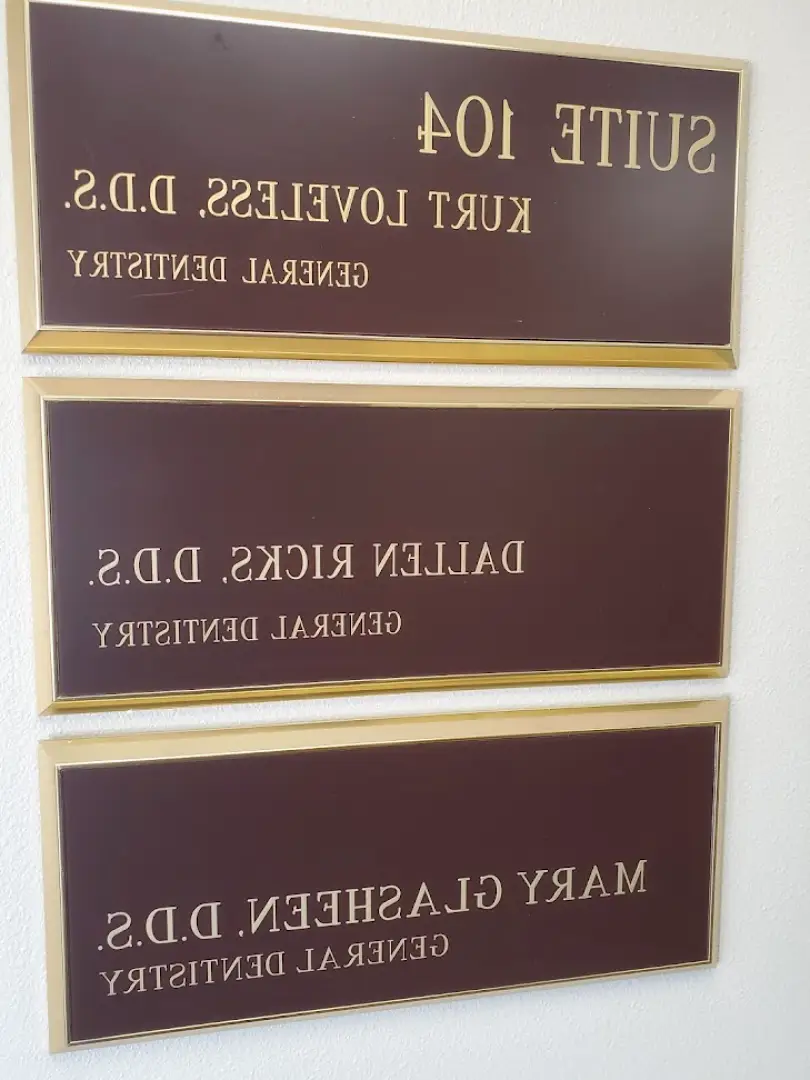 SUITE 104
KURT LOVELESS, D.D.S.
GENERAL DENTISTRY
DALLEN RICKS, D.D.S.
GENERAL DENTISTRY
MARY GLASHEEN, D.D.S.
GENERAL DENTISTRY